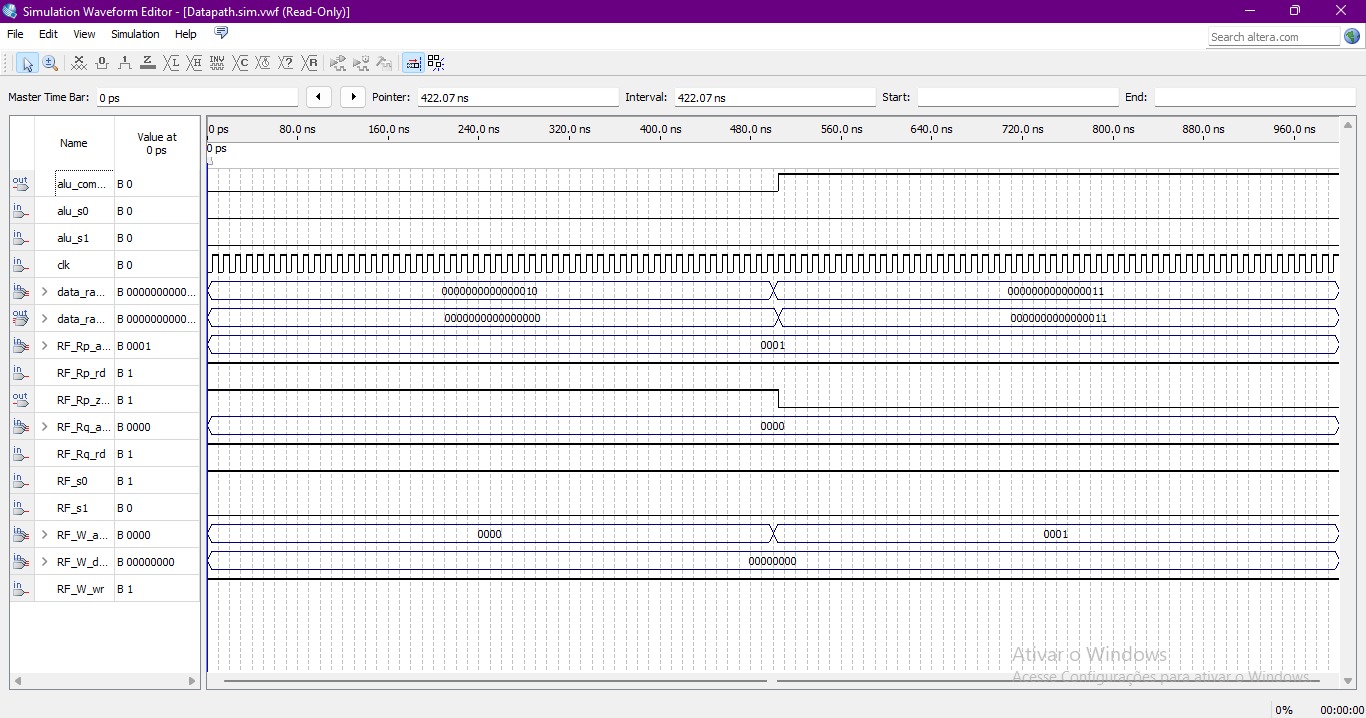 Simulation Waveform Editor - [Datapath.sim.vwf (Read-Only)]
File Edit View Simulation Help
Search altera.com
Master Time Bar: 0 ps Pointer: 422.07 ns Interval: 422.07 ns Start: End:
Name Value at 0 ps
0 ps 80.0 ns 160.0 ns 240.0 ns 320.0 ns 400.0 ns 480.0 ns 560.0 ns 640.0 ns 720.0 ns 800.0 ns 880.0 ns 960.0 ns
0 ps
out alu_com... B 0
in alu_s0 B 0
in alu_s1 B 0
in clk B 0
in data_ra... B 0000000000... 0000000000000010 0000000000000011
out data_ra... B 0000000000... 0000000000000000 0000000000000011
in RF_Rp_a... B 0001 0001
in RF_Rp_rd B 1
out RF_Rp_z... B 1
in RF_Rq_a... B 0000 0000
in RF_Rq_rd B 1
in RF_s0 B 1
in RF_s1 B 0
in RF_W_a... B 0000 0000 0001
in RF_W_d... B 00000000 00000000
in RF_W_wr B 1
Ativar o Windows
Acesse Configurações para ativar o Windows.
0% 00:00:00